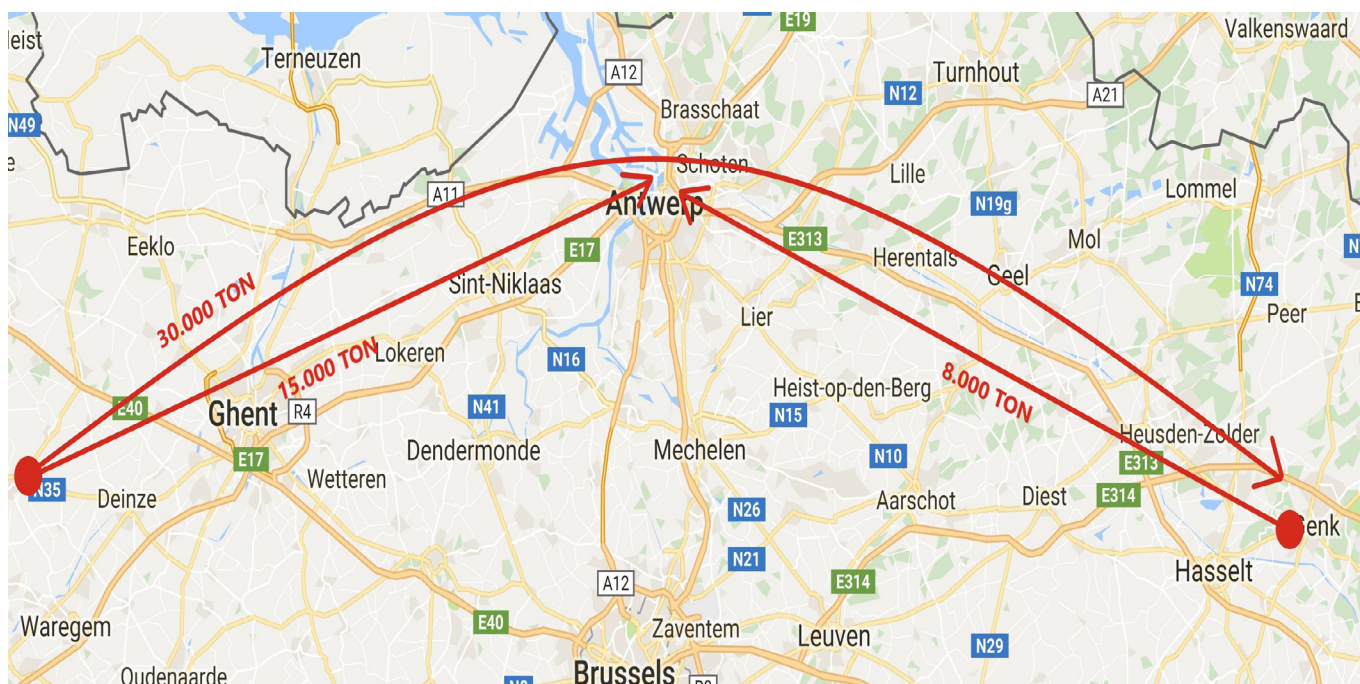 leist
Terneuzen
E19
Valkenswaard
A12
Turnhout
N12
A21
Brasschaat
N49
e
Schoten
Lille
A11
Lommel
Antwerp
N19g
Eeklo
E17
E313
Mol
Herentals
Geel
Sint-Niklaas
N74
30.000 TON
Lier
Peer
E
15.000 TON
Lokeren
N16
8.000 TON
Heist-op-den-Berg
E40
Ghent
R4
N41
N15
Heusden-Zolder
Dendermonde
Mechelen
N10
E17
E313
Wetteren
N35
Deinze
E314
Aarschot
Diest
N26
Genk
N21
Hasselt
A12
E314
E40
Waregem
Zaventem
Leuven
N29
Brussels
Oudenaarde